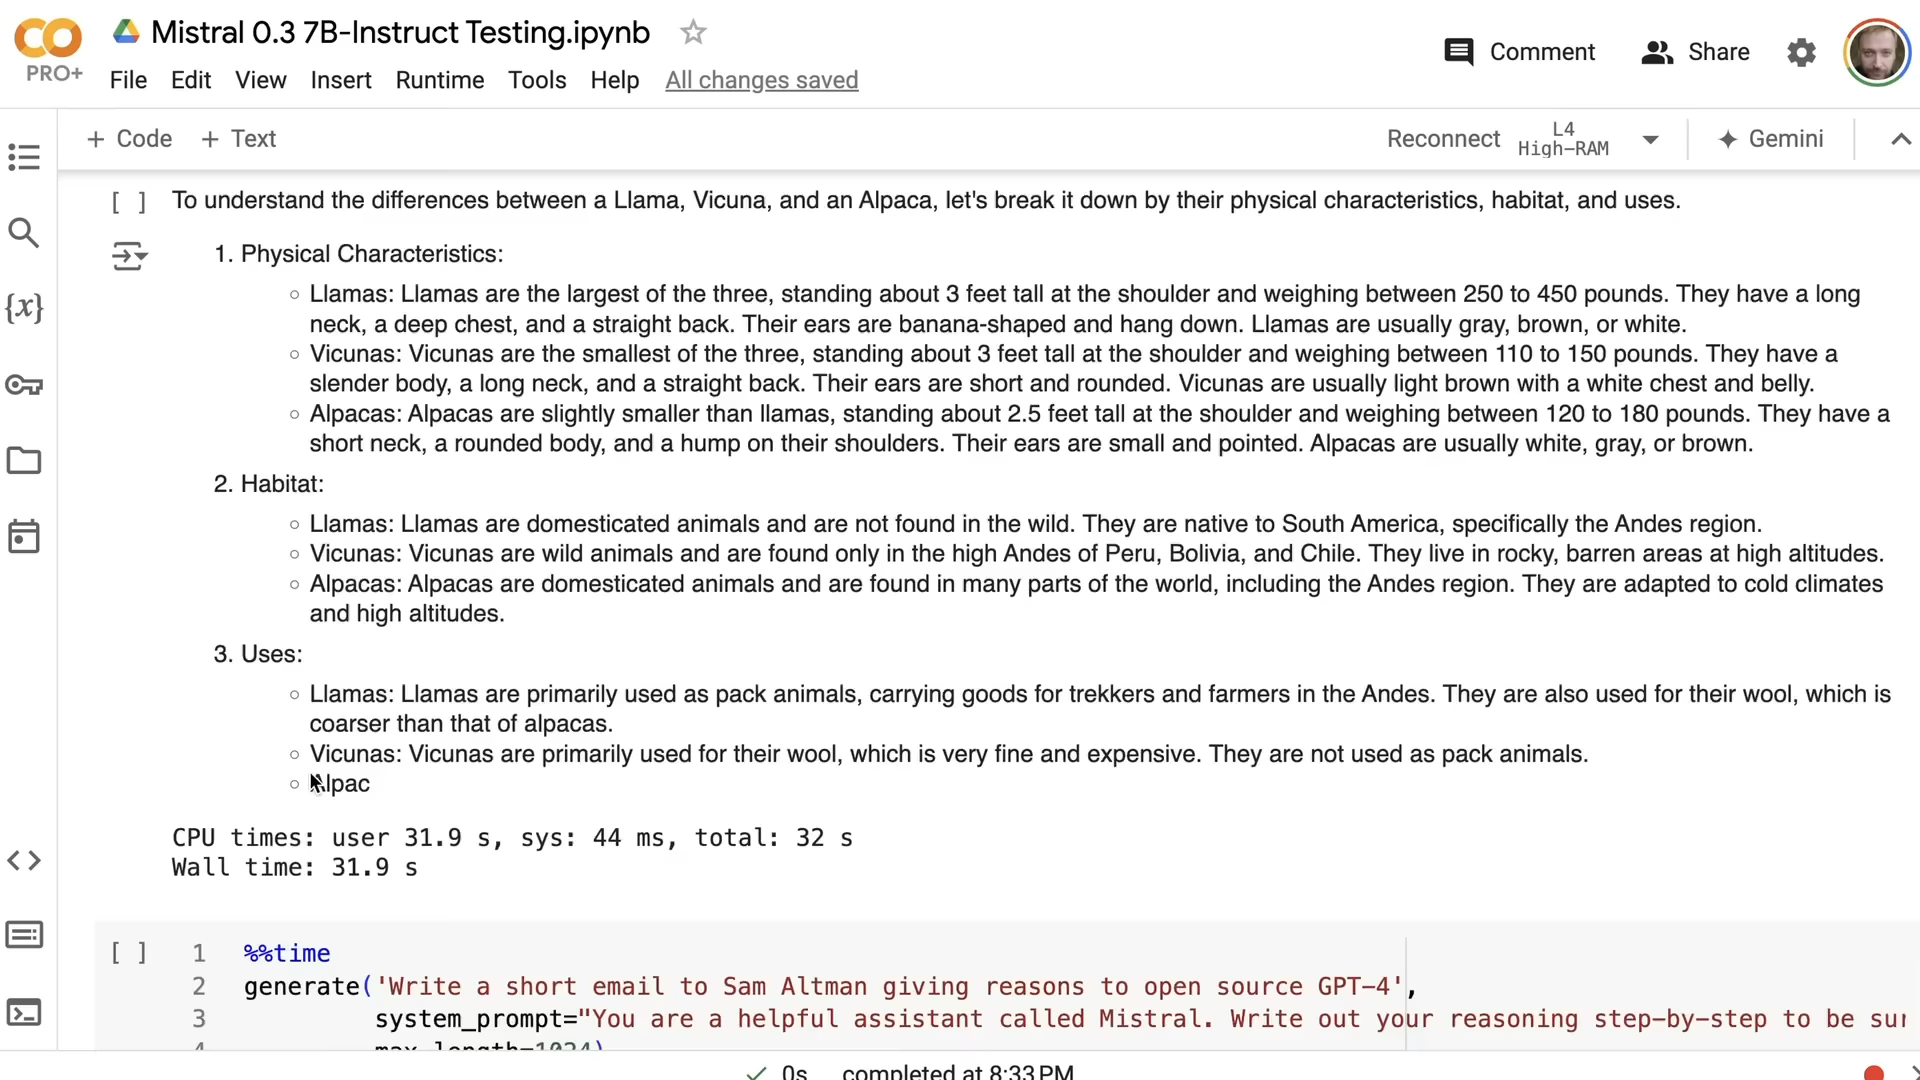 CO
PRO+
Mistral 0.3 7B-Instruct Testing.ipynb
File Edit View Insert Runtime Tools Help All changes saved
Comment Share
+ Code + Text
Reconnect L4 High-RAM
Gemini
[ ] To understand the differences between a Llama, Vicuna, and an Alpaca, let's break it down by their physical characteristics, habitat, and uses.
1. Physical Characteristics:
○ Llamas: Llamas are the largest of the three, standing about 3 feet tall at the shoulder and weighing between 250 to 450 pounds. They have a long
neck, a deep chest, and a straight back. Their ears are banana-shaped and hang down. Llamas are usually gray, brown, or white.
○ Vicunas: Vicunas are the smallest of the three, standing about 3 feet tall at the shoulder and weighing between 110 to 150 pounds. They have a
slender body, a long neck, and a straight back. Their ears are short and rounded. Vicunas are usually light brown with a white chest and belly.
○ Alpacas: Alpacas are slightly smaller than llamas, standing about 2.5 feet tall at the shoulder and weighing between 120 to 180 pounds. They have a
short neck, a rounded body, and a hump on their shoulders. Their ears are small and pointed. Alpacas are usually white, gray, or brown.
2. Habitat:
○ Llamas: Llamas are domesticated animals and are not found in the wild. They are native to South America, specifically the Andes region.
○ Vicunas: Vicunas are wild animals and are found only in the high Andes of Peru, Bolivia, and Chile. They live in rocky, barren areas at high altitudes.
○ Alpacas: Alpacas are domesticated animals and are found in many parts of the world, including the Andes region. They are adapted to cold climates
and high altitudes.
3. Uses:
○ Llamas: Llamas are primarily used as pack animals, carrying goods for trekkers and farmers in the Andes. They are also used for their wool, which is
coarser than that of alpacas.
○ Vicunas: Vicunas are primarily used for their wool, which is very fine and expensive. They are not used as pack animals.
○ Alpac
CPU times: user 31.9 s, sys: 44 ms, total: 32 s
Wall time: 31.9 s
[ ] 1 %%time
2 generate('Write a short email to Sam Altman giving reasons to open source GPT-4',
3 system_prompt="You are a helpful assistant called Mistral. Write out your reasoning step-by-step to be sur
4 max_length=1024)
0s completed at 8:33 PM